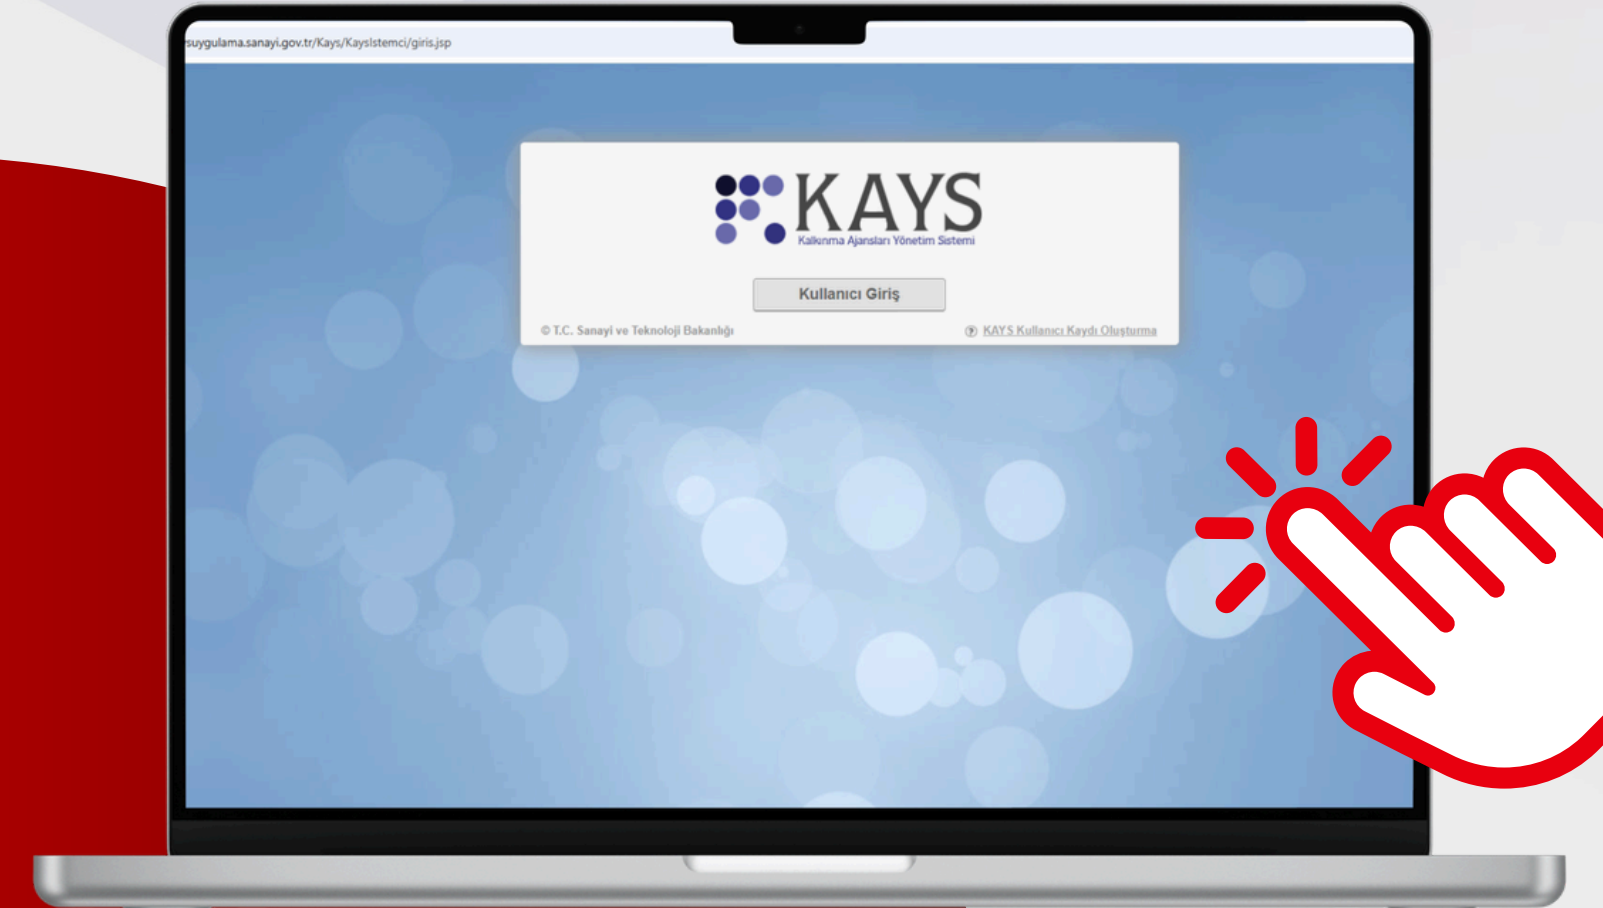 suygulama.sanayi.gov.tr/Kays/KaysIstemci/giris.jsp
KAYS
Kalkınma Ajansları Yönetim Sistemi
Kullanıcı Giriş
© T.C. Sanayi ve Teknoloji Bakanlığı
KAYS Kullanıcı Kaydı Oluşturma